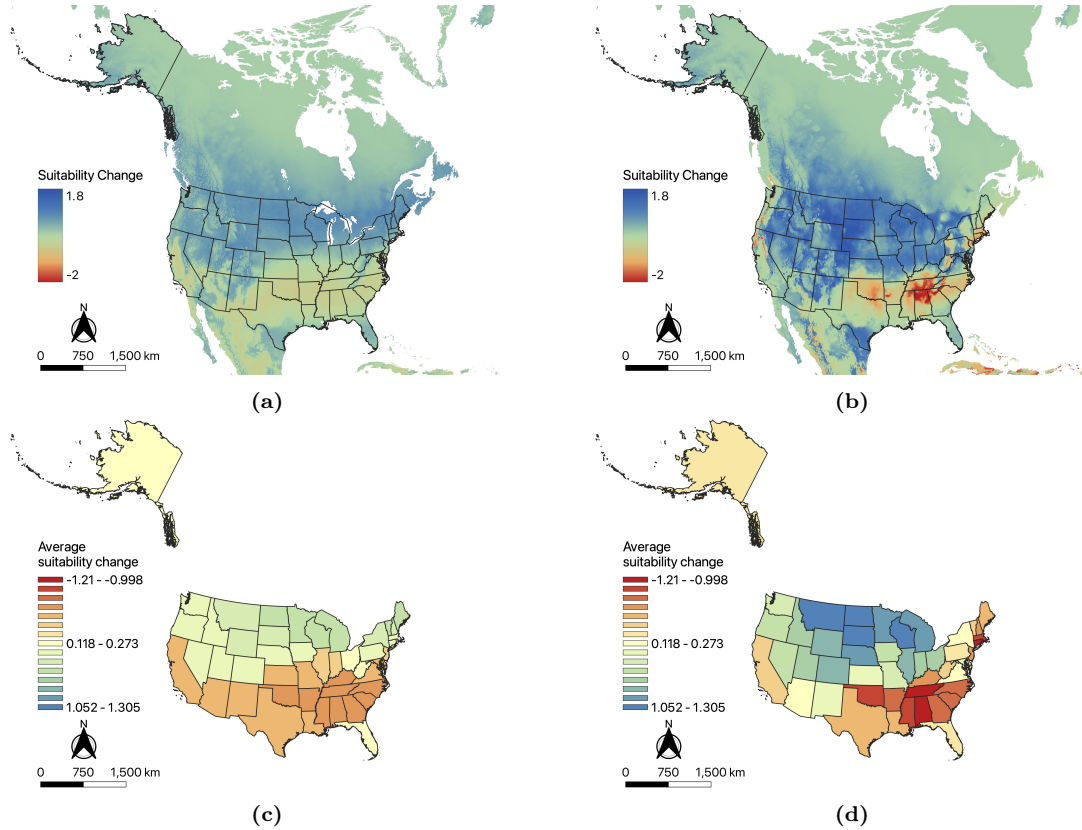 Suitability Change
1.8
-2
N
0 750 1,500 km
(a)
Suitability Change
1.8
-2
N
0 750 1,500 km
(b)
Average
suitability change
-1.21 - -0.998
0.118 - 0.273
1.052 - 1.305
N
0 750 1,500 km
(c)
Average
suitability change
-1.21 - -0.998
0.118 - 0.273
1.052 - 1.305
N
0 750 1,500 km
(d)